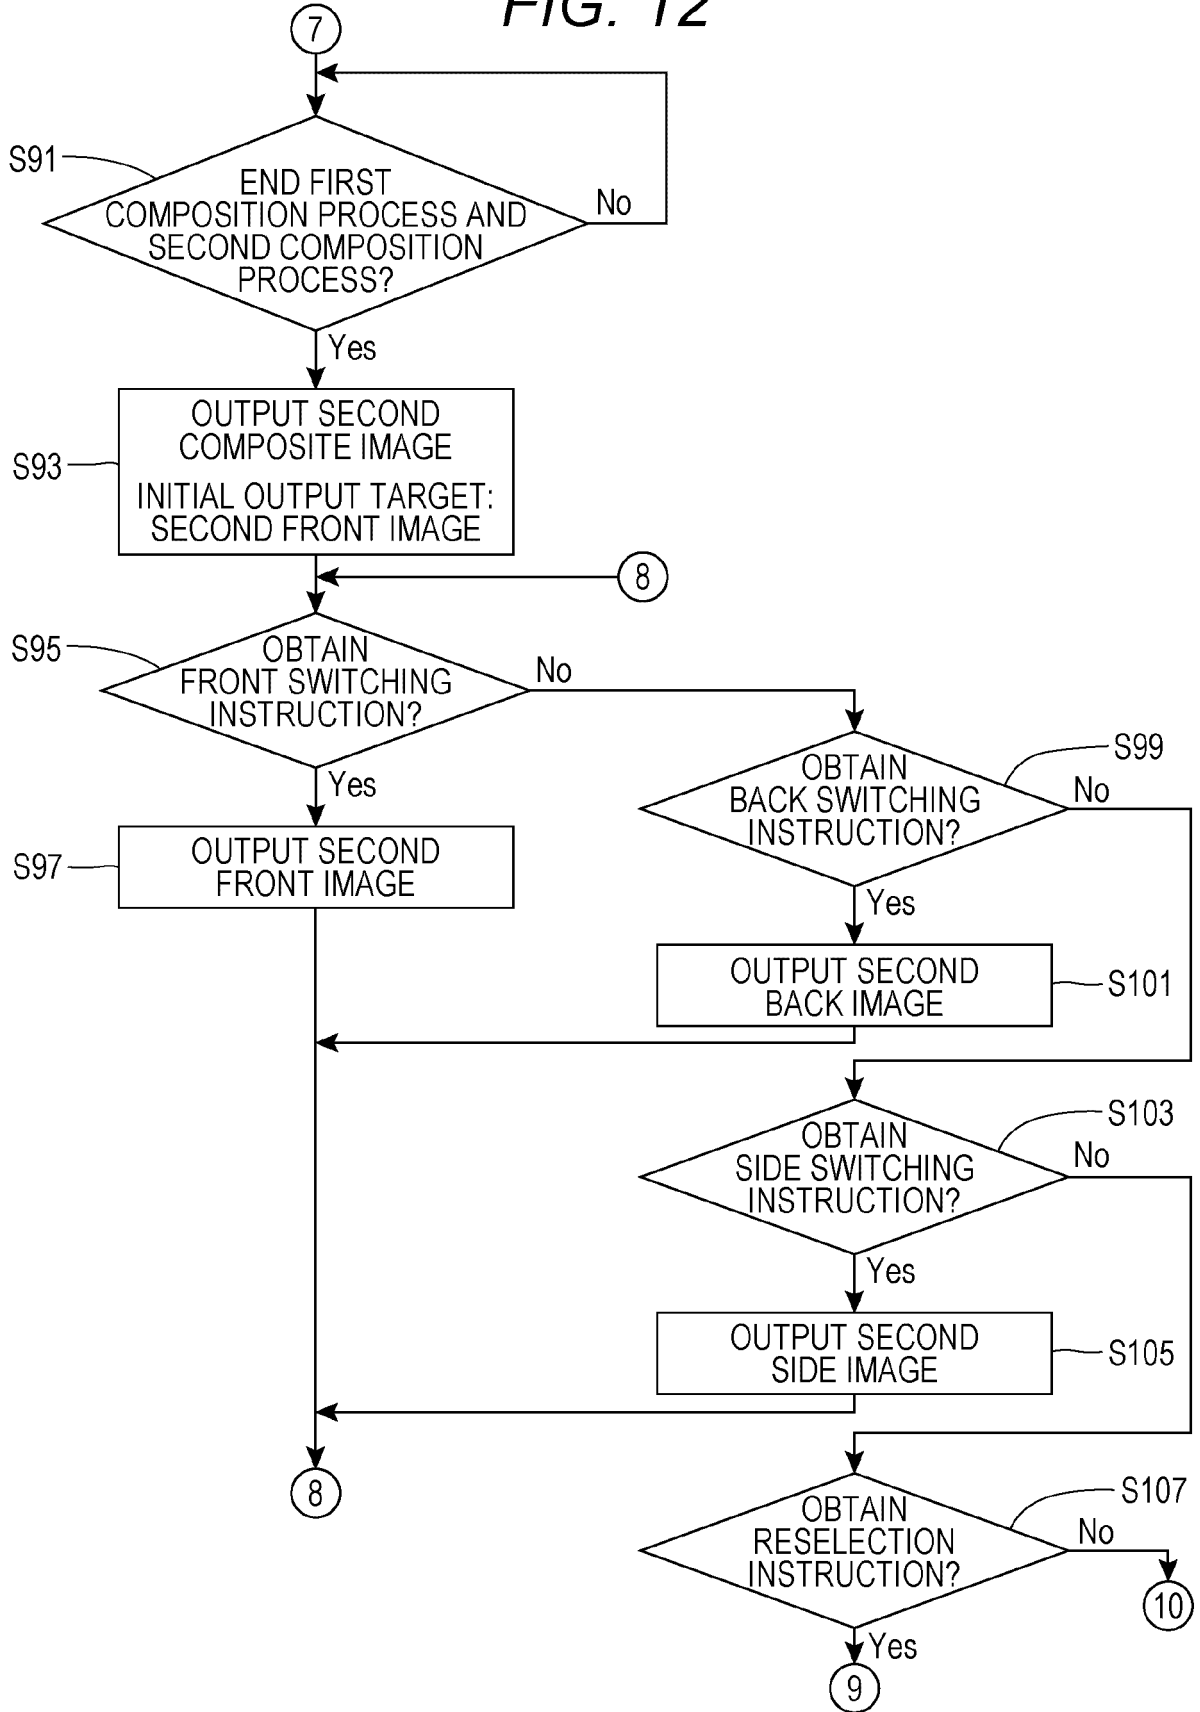 FIG. 12
7
S91
END FIRST
COMPOSITION PROCESS AND
SECOND COMPOSITION
PROCESS?
No
Yes
S93
OUTPUT SECOND
COMPOSITE IMAGE
INITIAL OUTPUT TARGET:
SECOND FRONT IMAGE
8
S95
OBTAIN
FRONT SWITCHING
INSTRUCTION?
No
Yes
S97
OUTPUT SECOND
FRONT IMAGE
S99
OBTAIN
BACK SWITCHING
INSTRUCTION?
No
Yes
OUTPUT SECOND
BACK IMAGE
S101
S103
OBTAIN
SIDE SWITCHING
INSTRUCTION?
No
Yes
OUTPUT SECOND
SIDE IMAGE
S105
8
S107
OBTAIN
RESELECTION
INSTRUCTION?
No
10
Yes
9